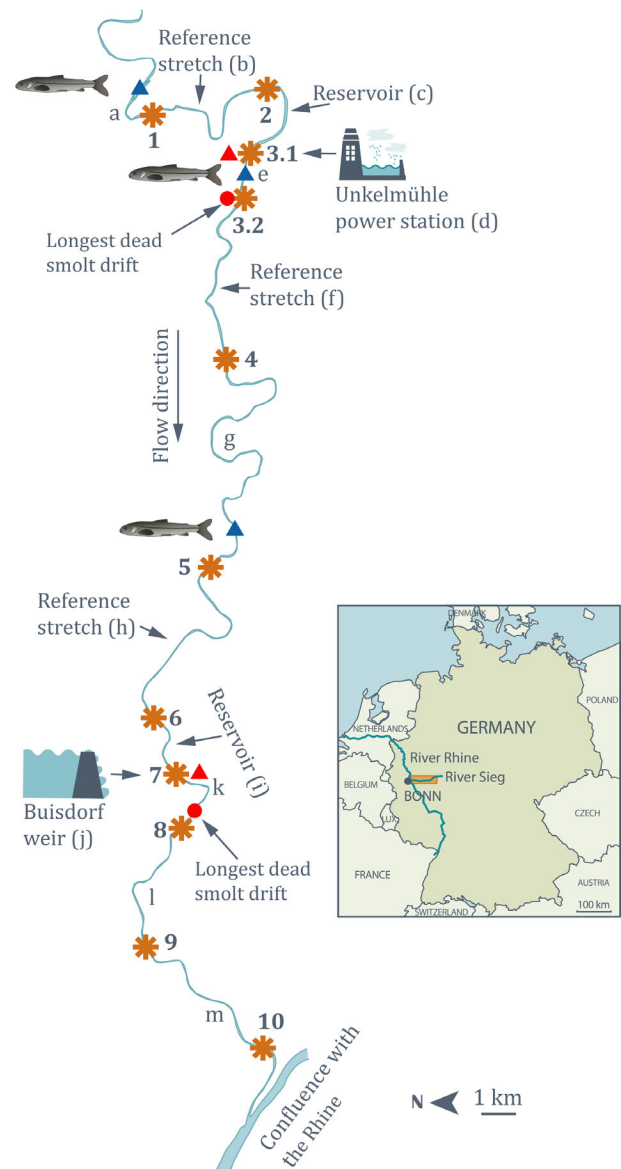 Reference
stretch (b)
Reservoir (c)
a
1
2
3.1
e
3.2
Unkelmühle
power station (d)
Longest dead
smolt drift
Reference
stretch (f)
4
Flow direction
g
5
Reference
stretch (h)
6
Reservoir (i)
7
k
Buisdorf
weir (j)
8
Longest dead
smolt drift
l
9
m
10
Confluence with
the Rhine
N
1 km
DENMARK
POLAND
NETHERLANDS
GERMANY
River Rhine
River Sieg
BELGIUM
BONN
LUX.
CZECH
FRANCE
AUSTRIA
SWITZERLAND
100 km